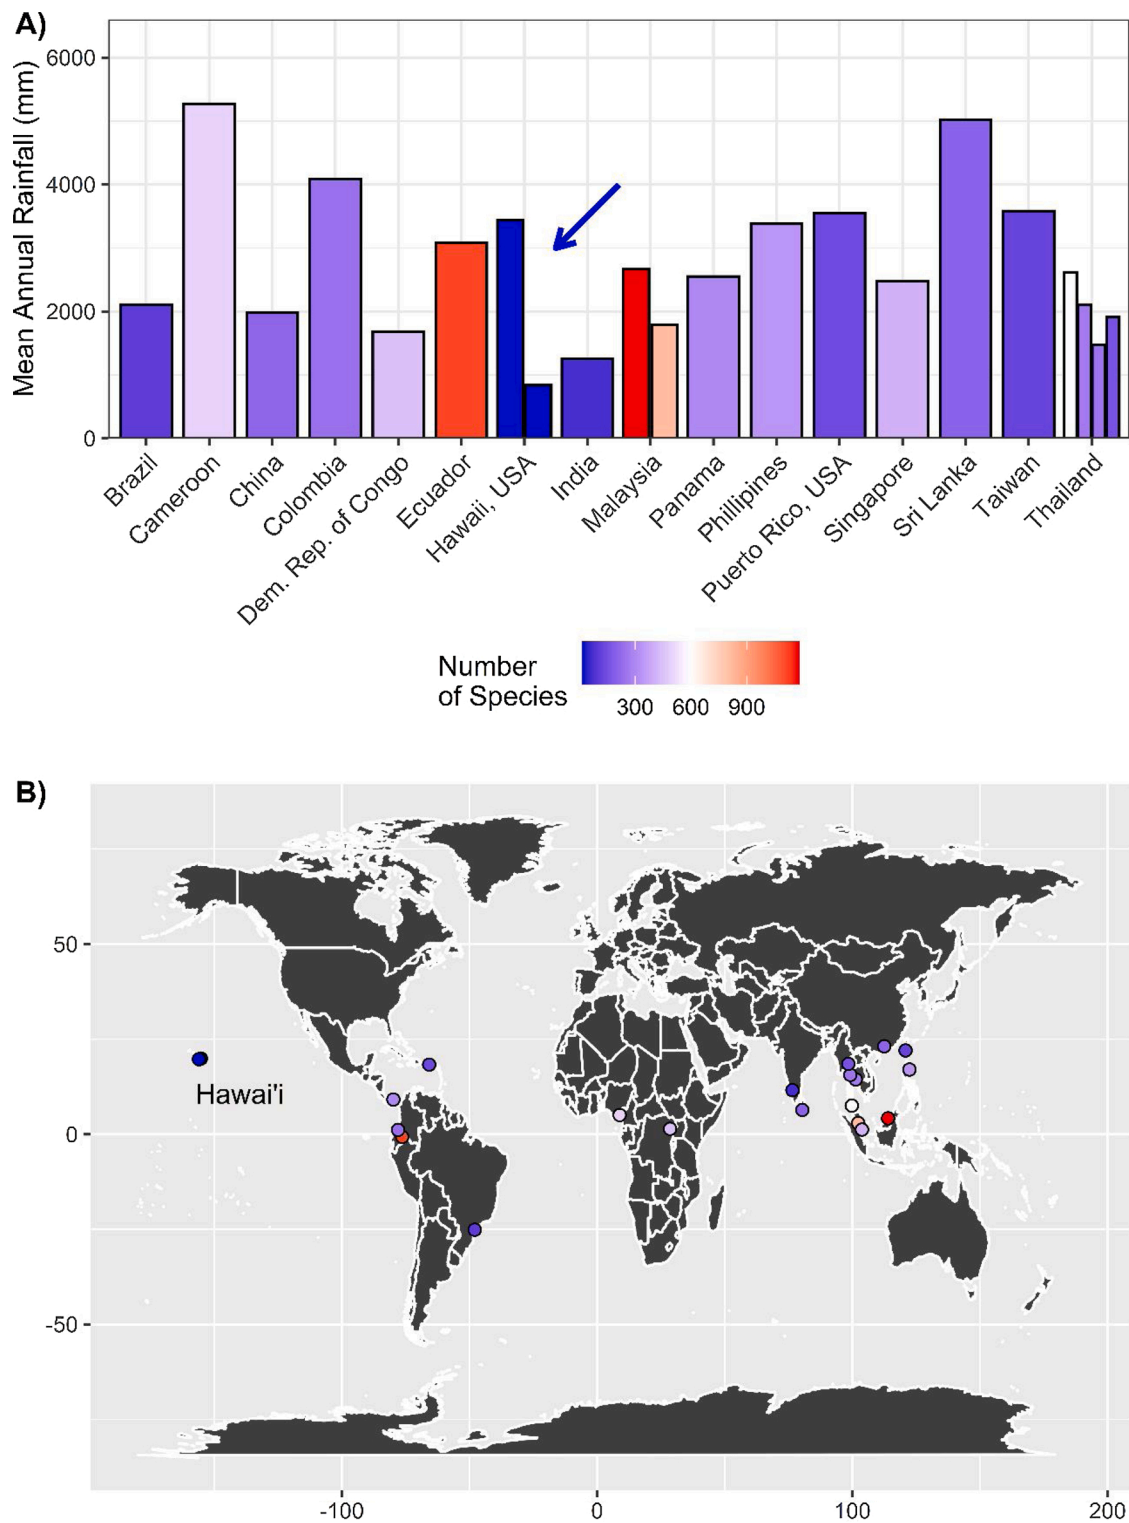 A)
Mean Annual Rainfall (mm)
6000
4000
2000
0
Brazil
Cameroon
China
Colombia
Dem. Rep. of Congo
Ecuador
Hawaii, USA
India
Malaysia
Panama
Phillipines
Puerto Rico, USA
Singapore
Sri Lanka
Taiwan
Thailand
Number
of Species
300 600 900
B)
50
0
-50
Hawai'i
-100 0 100 200